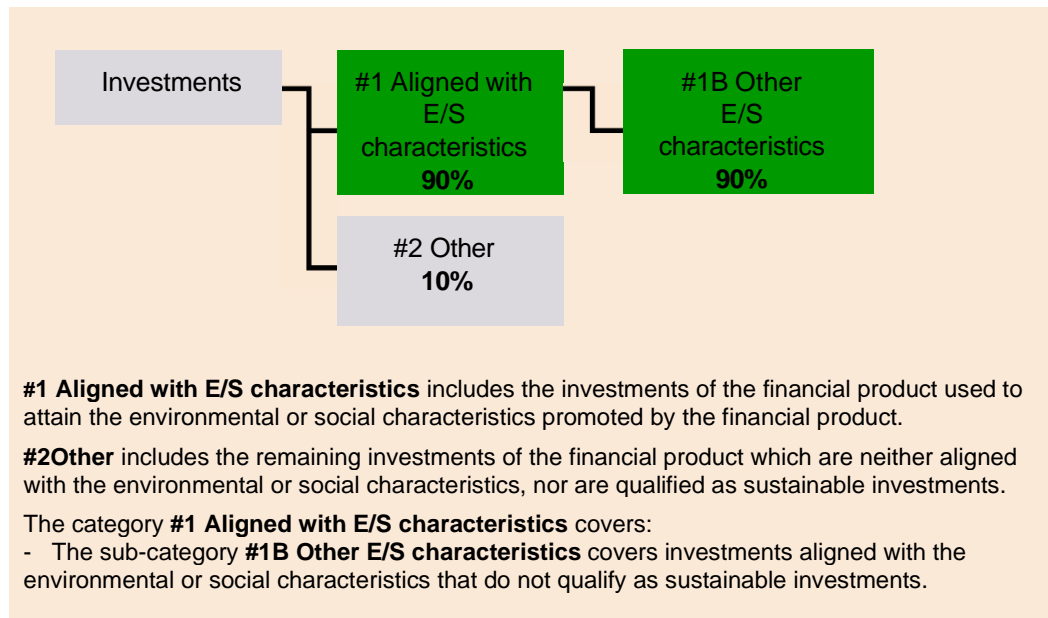 Investments
#1 Aligned with
E/S
characteristics
90%
#1B Other
E/S
characteristics
90%
#2 Other
10%
#1 Aligned with E/S characteristics includes the investments of the financial product used to
attain the environmental or social characteristics promoted by the financial product.
#2Other includes the remaining investments of the financial product which are neither aligned
with the environmental or social characteristics, nor are qualified as sustainable investments.
The category #1 Aligned with E/S characteristics covers:
- The sub-category #1B Other E/S characteristics covers investments aligned with the
environmental or social characteristics that do not qualify as sustainable investments.